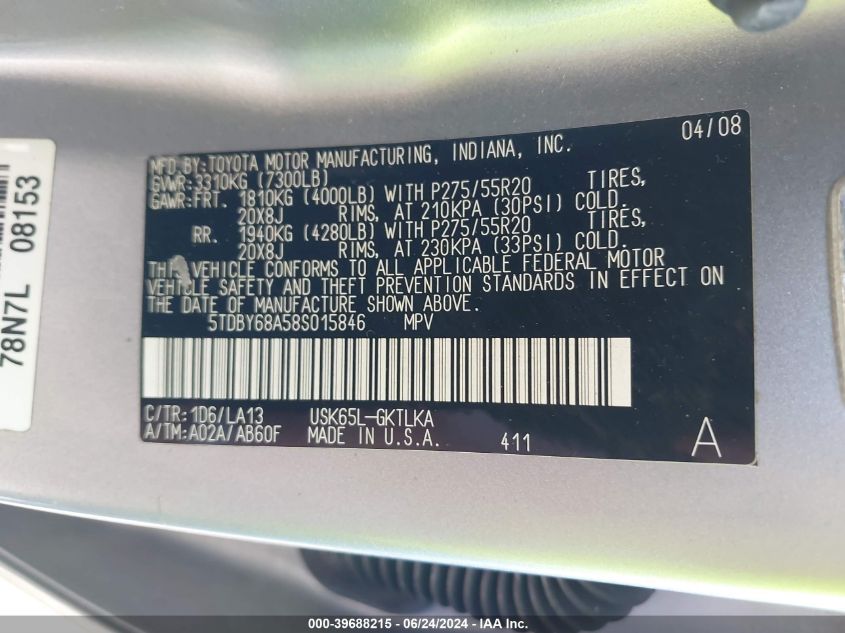 78N7L 08153
04/08
MFD.BY:TOYOTA MOTOR MANUFACTURING, INDIANA, INC.
GVWR:3310KG (7300LB)
GAWR:FRT. 1810KG (4000LB) WITH P275/55R20 TIRES,
20X8J RIMS, AT 210KPA (30PSI) COLD.
RR. 1940KG (4280LB) WITH P275/55R20 TIRES,
20X8J RIMS, AT 230KPA (33PSI) COLD.
THIS VEHICLE CONFORMS TO ALL APPLICABLE FEDERAL MOTOR
VEHICLE SAFETY AND THEFT PREVENTION STANDARDS IN EFFECT ON
THE DATE OF MANUFACTURE SHOWN ABOVE.
5TDBY68A58S015846 MPV
C/TR:1D6/LA13 USK65L-GKTLKA
A/TM:A02A/AB60F MADE IN U.S.A. 411 A
000-39688215 - 06/24/2024 - IAA Inc.